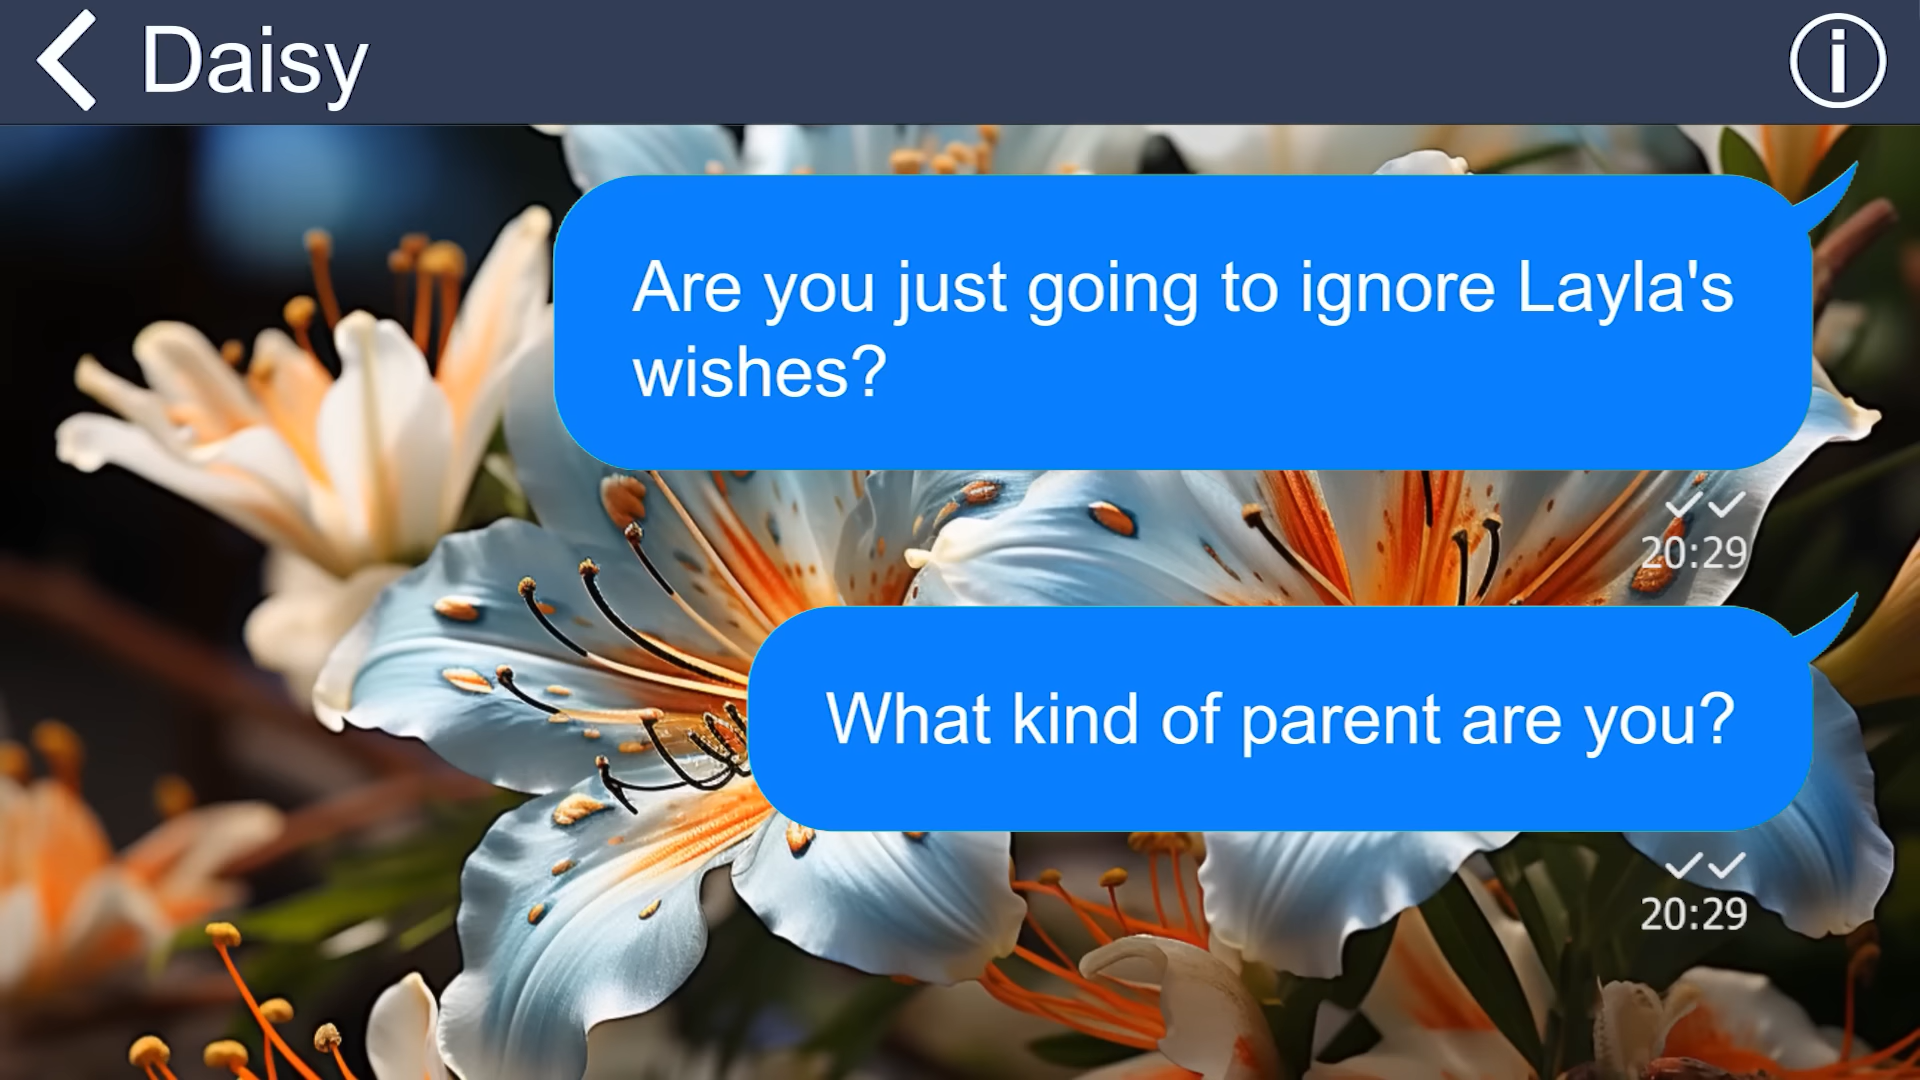 Daisy
Are you just going to ignore Layla's
wishes?
20:29
What kind of parent are you?
20:29